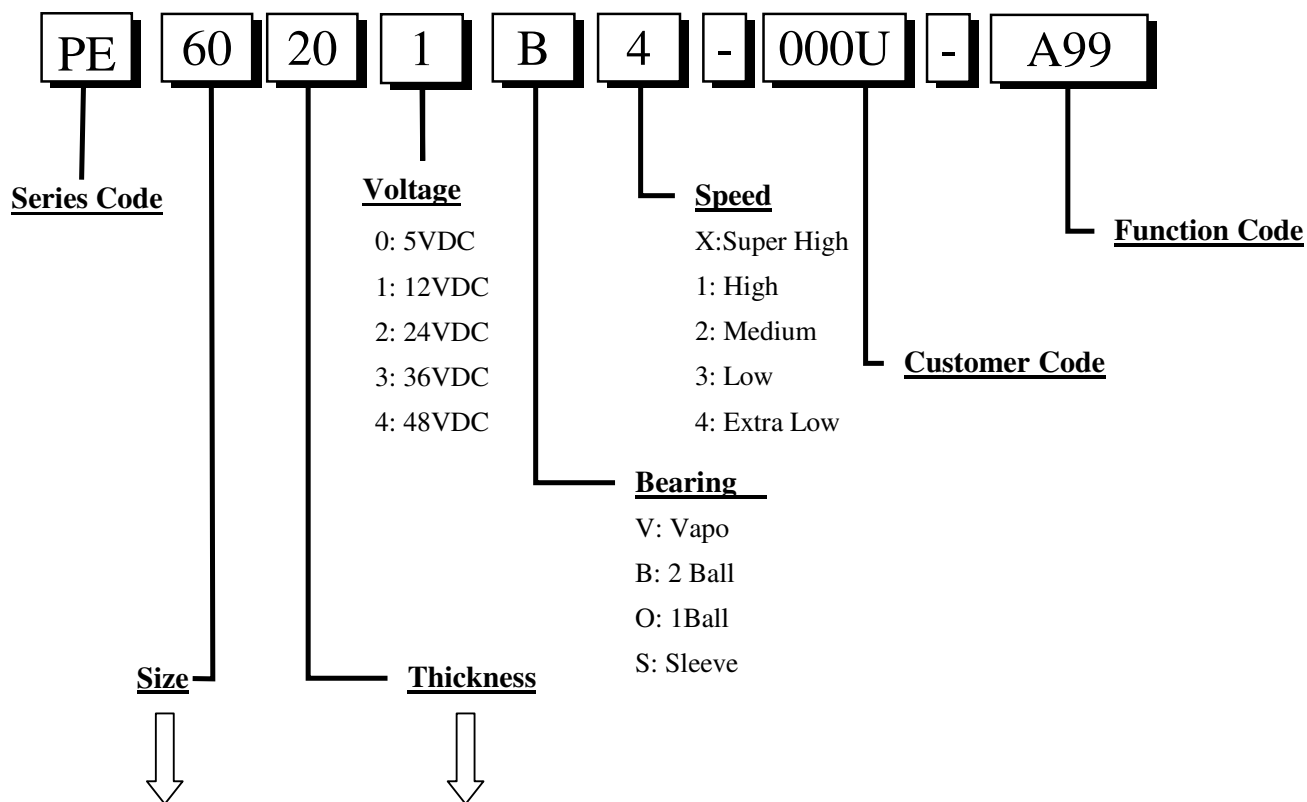 PE 60 20 1 B 4 - 000U - A99
Series Code
Voltage
0: 5VDC
1: 12VDC
2: 24VDC
3: 36VDC
4: 48VDC
Speed
X:Super High
1: High
2: Medium
3: Low
4: Extra Low
Function Code
Customer Code
Bearing
V: Vapo
B: 2 Ball
O: 1Ball
S: Sleeve
Size
Thickness